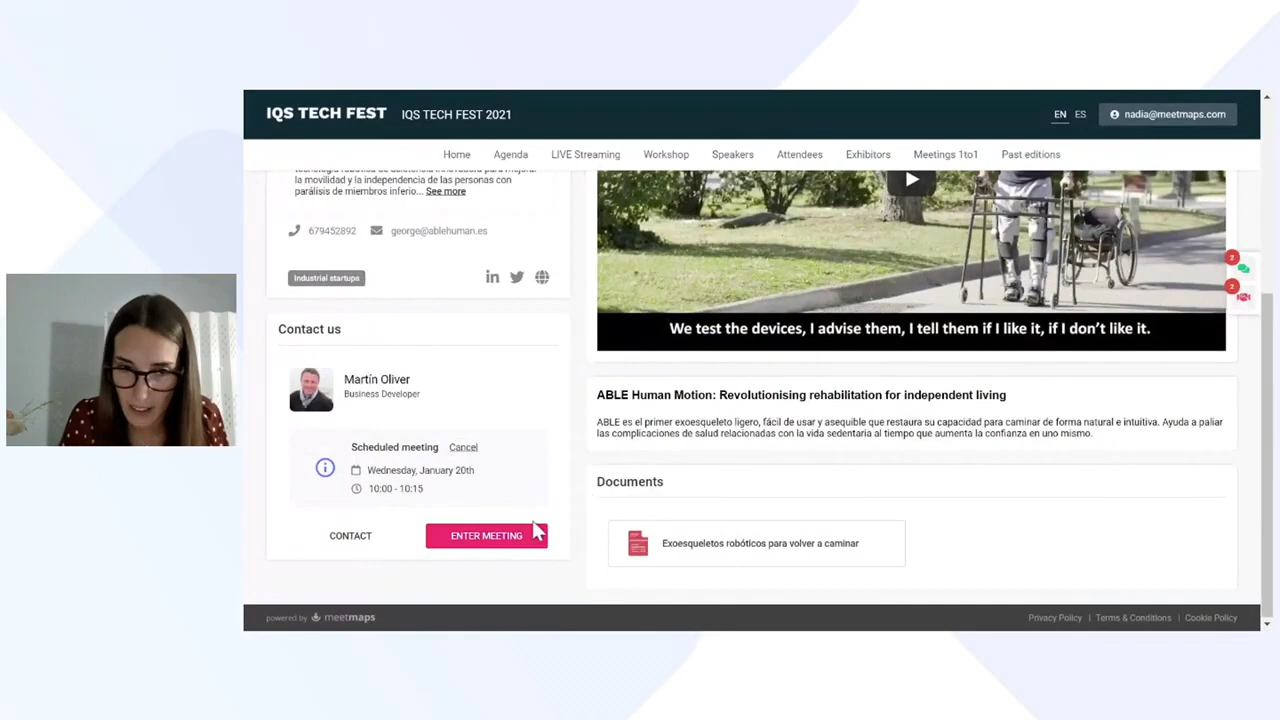 IQS TECH FEST
IQS TECH FEST 2021
EN ES
nadia@meetmaps.com
Home Agenda LIVE Streaming Workshop Speakers Attendees Exhibitors Meetings 1to1 Past editions
la movilidad y la independencia de las personas con
parálisis de miembros inferio... See more
679452892 george@ablehuman.es
Industrial startups
Contact us
Martín Oliver
Business Developer
Scheduled meeting Cancel
Wednesday, January 20th
10:00 - 10:15
CONTACT ENTER MEETING
2
2
We test the devices, I advise them, I tell them if I like it, if I don't like it.
ABLE Human Motion: Revolutionising rehabilitation for independent living
ABLE es el primer exoesqueleto ligero, fácil de usar y asequible que restaura su capacidad para caminar de forma natural e intuitiva. Ayuda a paliar
las complicaciones de salud relacionadas con la vida sedentaria al tiempo que aumenta la confianza en uno mismo.
Documents
Exoesqueletos robóticos para volver a caminar
powered by meetmaps
Privacy Policy | Terms & Conditions | Cookie Policy